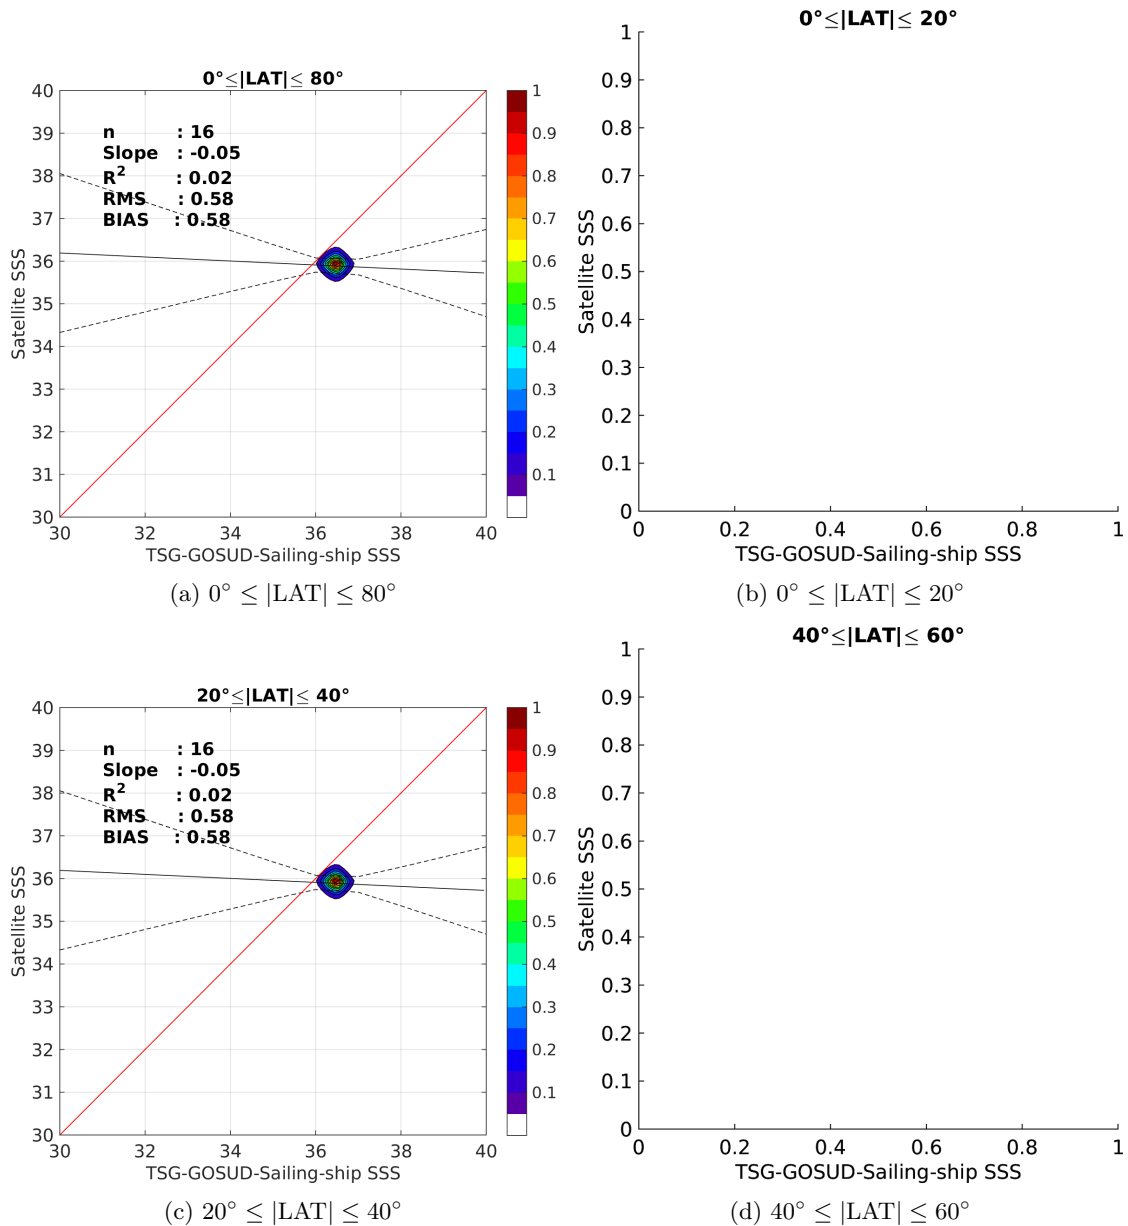 0°≤|LAT|≤ 80°
40
39
38
37
36
35
34
33
32
31
30
n : 16
Slope : -0.05
R² : 0.02
RMS : 0.58
BIAS : 0.58
Satellite SSS
30 32 34 36 38 40
TSG-GOSUD-Sailing-ship SSS
1
0.9
0.8
0.7
0.6
0.5
0.4
0.3
0.2
0.1
(a) 0° ≤ |LAT| ≤ 80°
0°≤|LAT|≤ 20°
1
0.9
0.8
0.7
0.6
0.5
0.4
0.3
0.2
0.1
0
Satellite SSS
0 0.2 0.4 0.6 0.8 1
TSG-GOSUD-Sailing-ship SSS
(b) 0° ≤ |LAT| ≤ 20°
20°≤|LAT|≤ 40°
40
39
38
37
36
35
34
33
32
31
30
n : 16
Slope : -0.05
R² : 0.02
RMS : 0.58
BIAS : 0.58
Satellite SSS
30 32 34 36 38 40
TSG-GOSUD-Sailing-ship SSS
1
0.9
0.8
0.7
0.6
0.5
0.4
0.3
0.2
0.1
(c) 20° ≤ |LAT| ≤ 40°
40°≤|LAT|≤ 60°
1
0.9
0.8
0.7
0.6
0.5
0.4
0.3
0.2
0.1
0
Satellite SSS
0 0.2 0.4 0.6 0.8 1
TSG-GOSUD-Sailing-ship SSS
(d) 40° ≤ |LAT| ≤ 60°